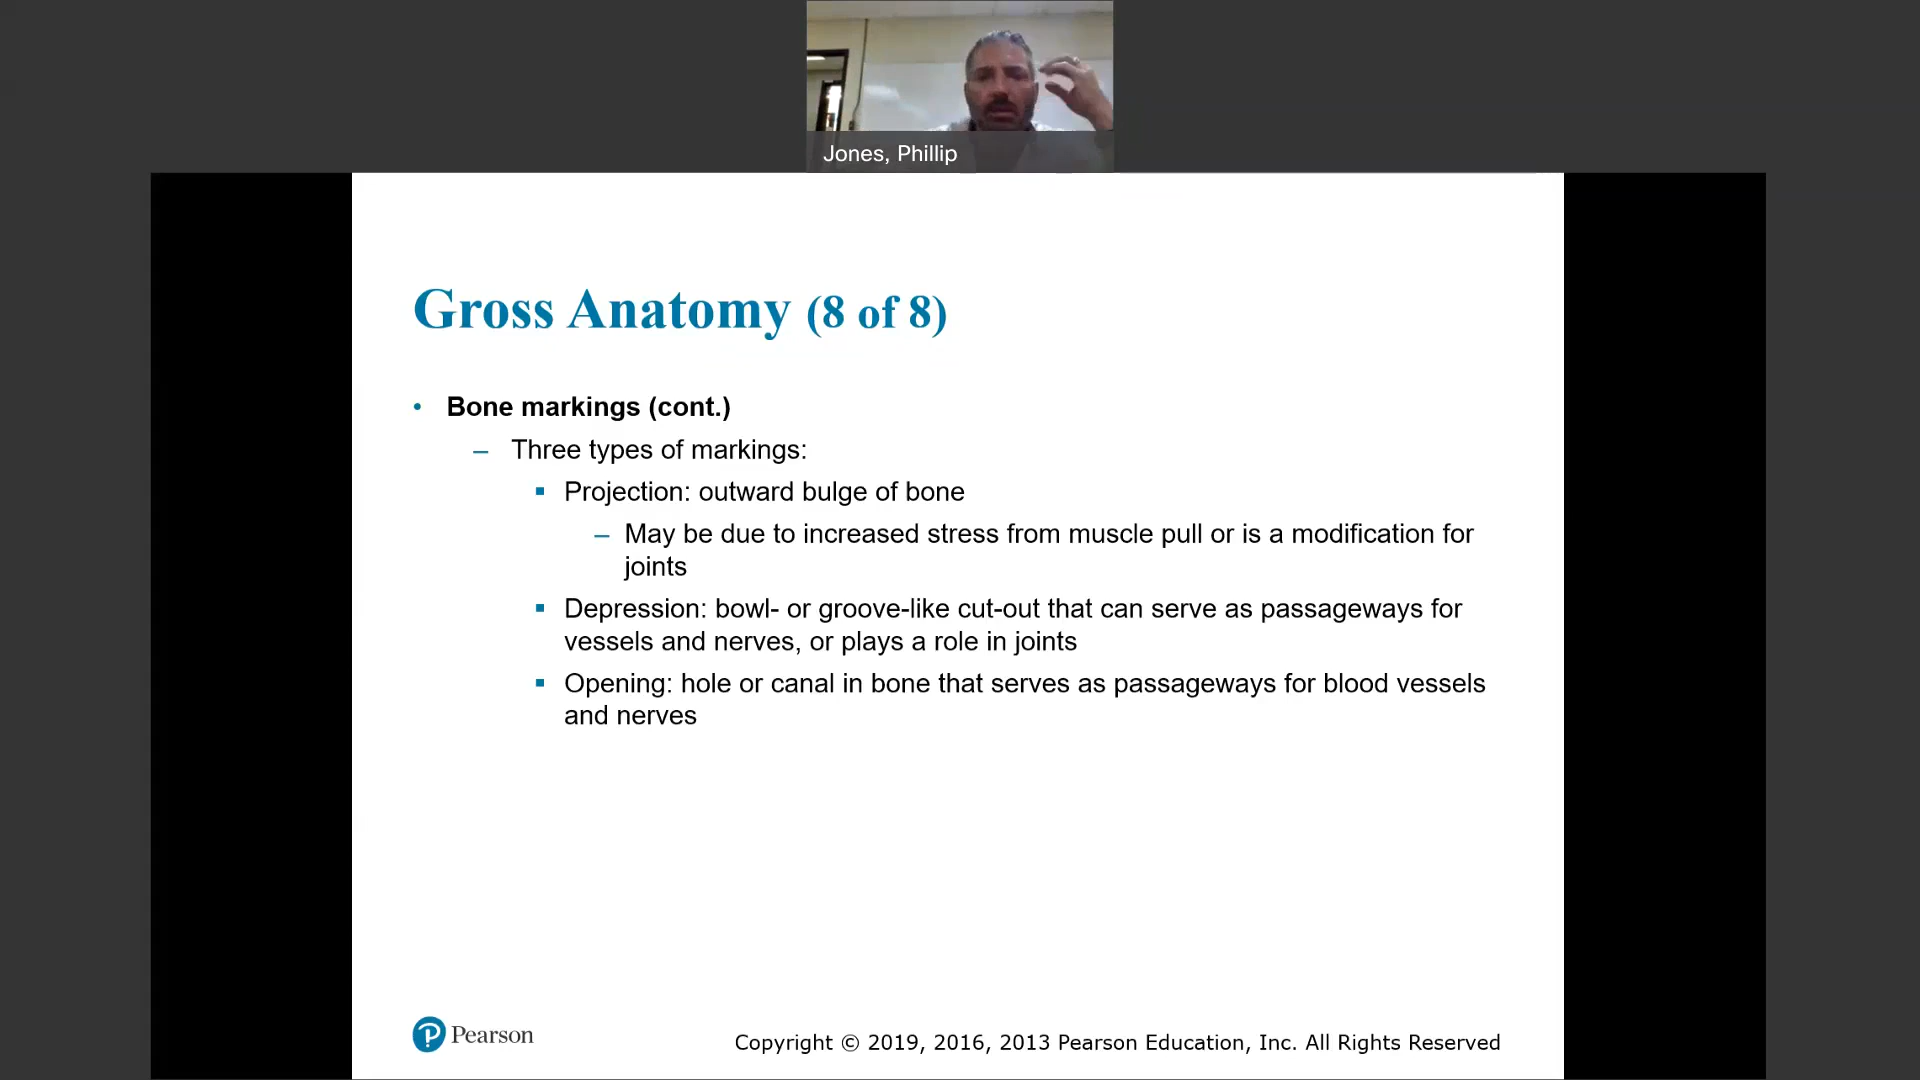 Jones, Phillip
Gross Anatomy (8 of 8)
• Bone markings (cont.)
– Three types of markings:
▪ Projection: outward bulge of bone
– May be due to increased stress from muscle pull or is a modification for
joints
▪ Depression: bowl- or groove-like cut-out that can serve as passageways for
vessels and nerves, or plays a role in joints
▪ Opening: hole or canal in bone that serves as passageways for blood vessels
and nerves
Pearson
Copyright © 2019, 2016, 2013 Pearson Education, Inc. All Rights Reserved